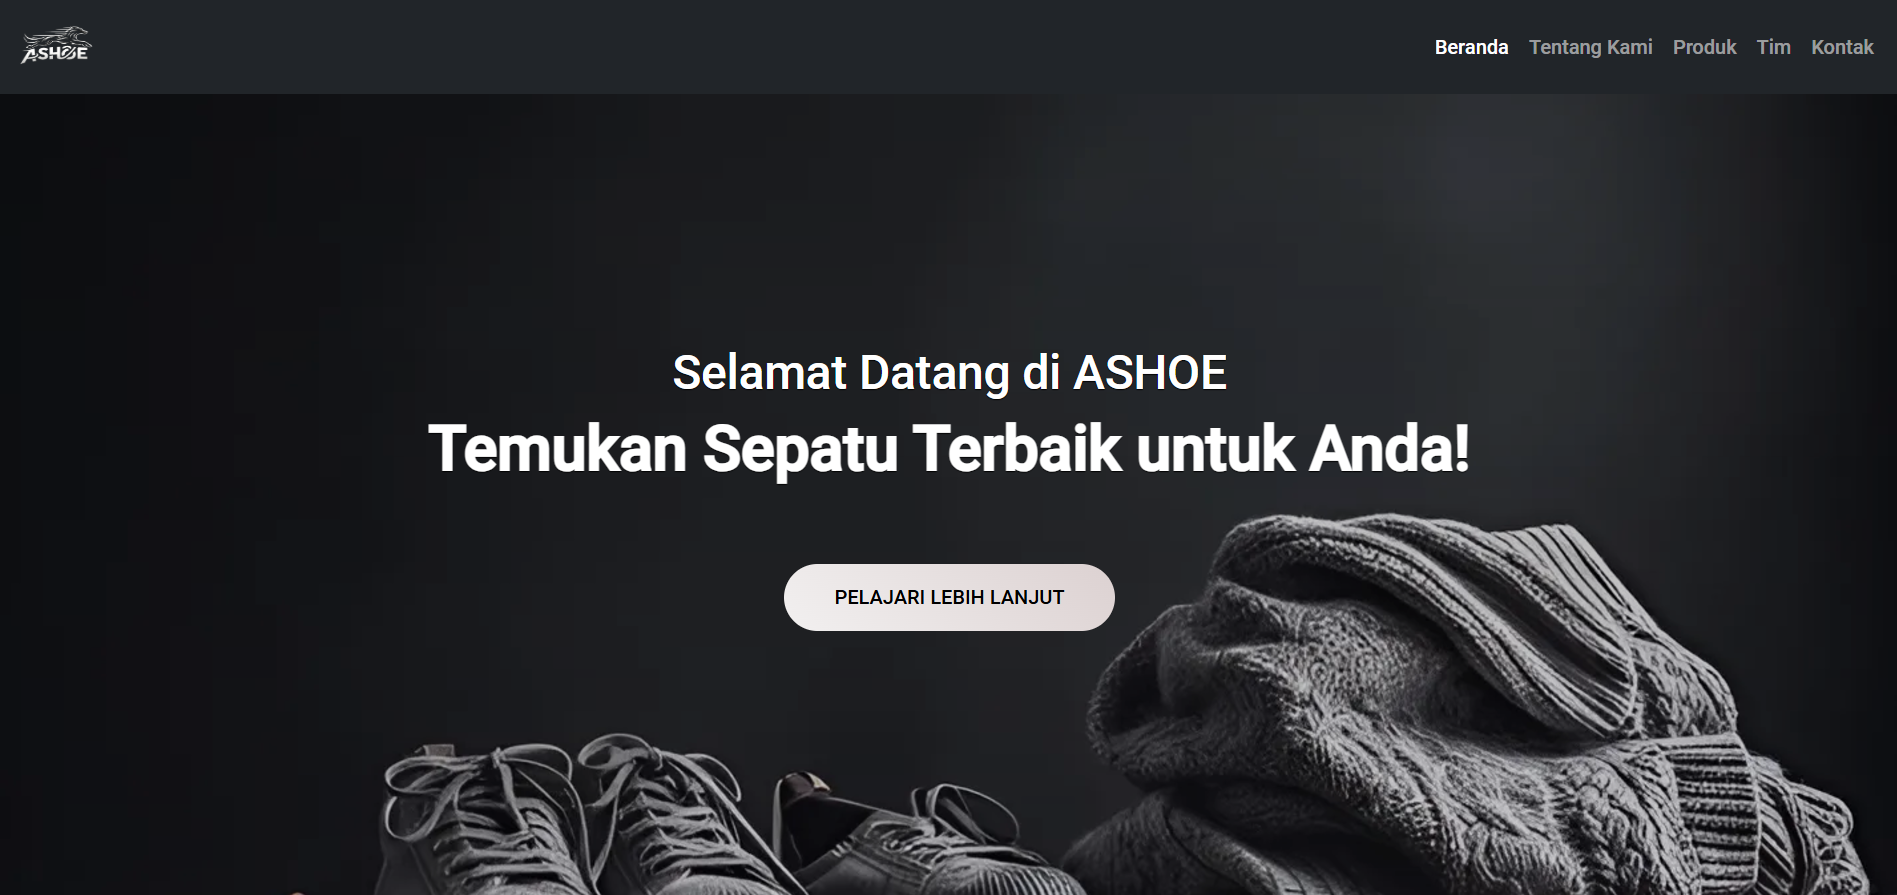 ASHOE
Beranda Tentang Kami Produk Tim Kontak
Selamat Datang di ASHOE
Temukan Sepatu Terbaik untuk Anda!
PELAJARI LEBIH LANJUT